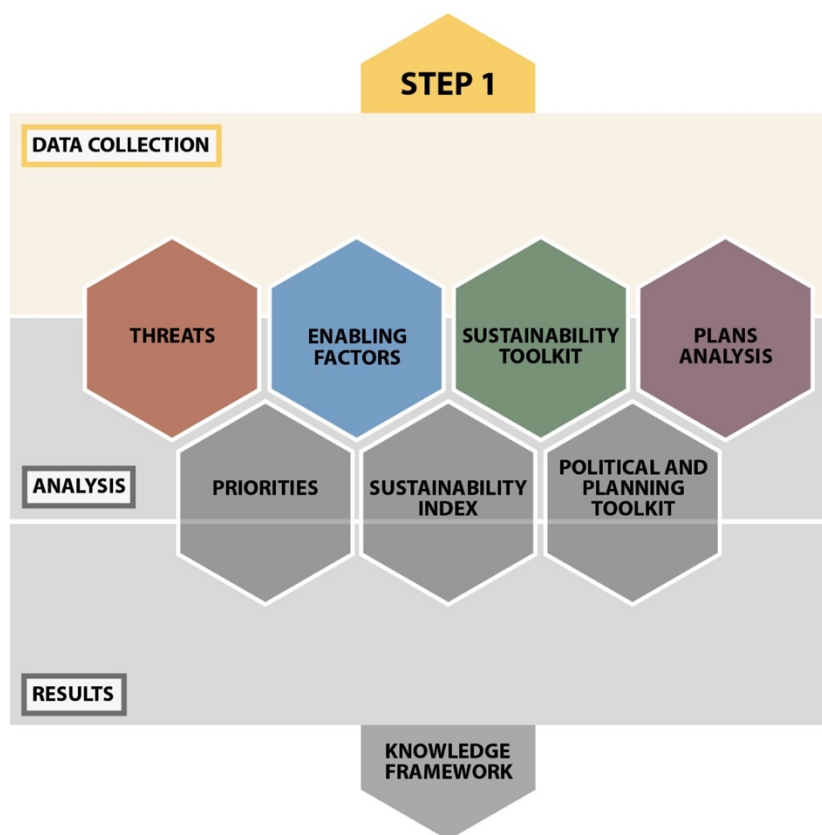 STEP 1
DATA COLLECTION
THREATS
ENABLING
FACTORS
SUSTAINABILITY
TOOLKIT
PLANS
ANALYSIS
ANALYSIS
PRIORITIES
SUSTAINABILITY
INDEX
POLITICAL AND
PLANNING
TOOLKIT
RESULTS
KNOWLEDGE
FRAMEWORK